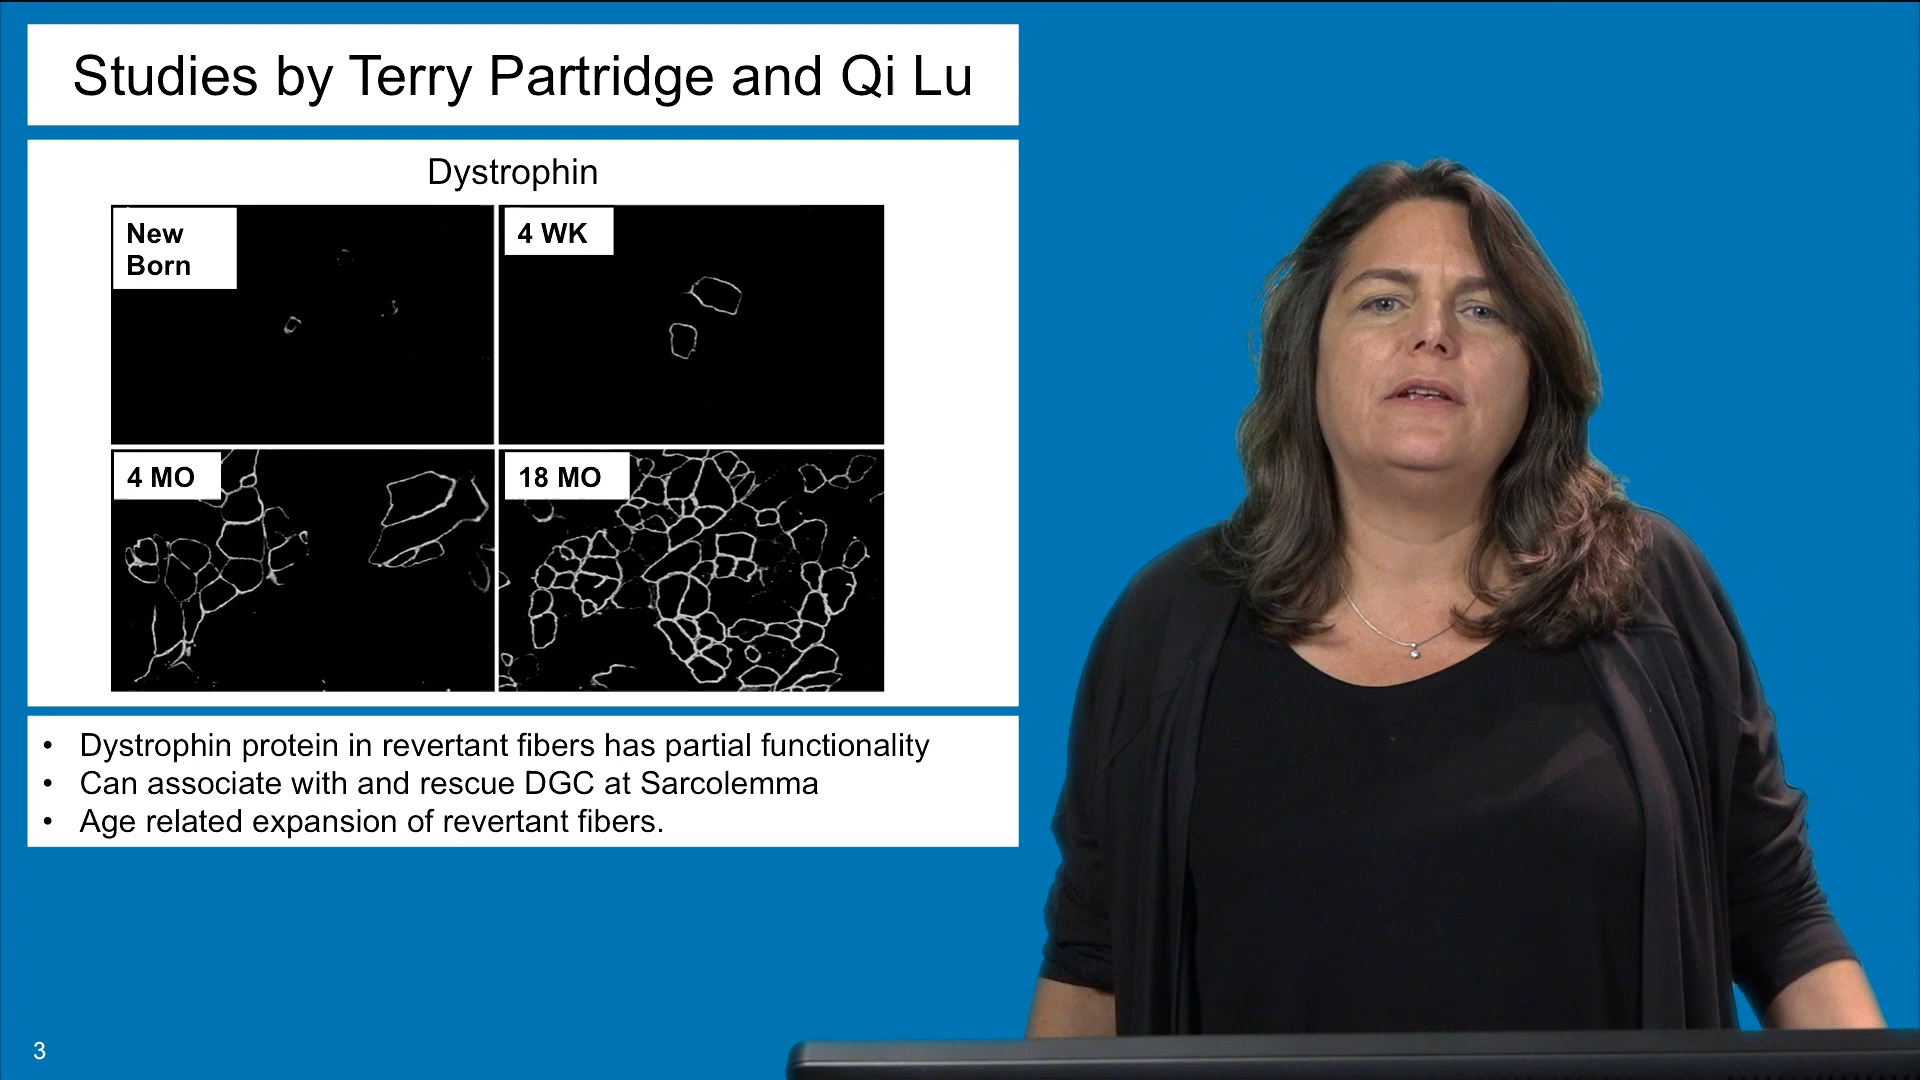 Studies by Terry Partridge and Qi Lu
Dystrophin
New
Born
4 WK
4 MO
18 MO
• Dystrophin protein in revertant fibers has partial functionality
• Can associate with and rescue DGC at Sarcolemma
• Age related expansion of revertant fibers.
3